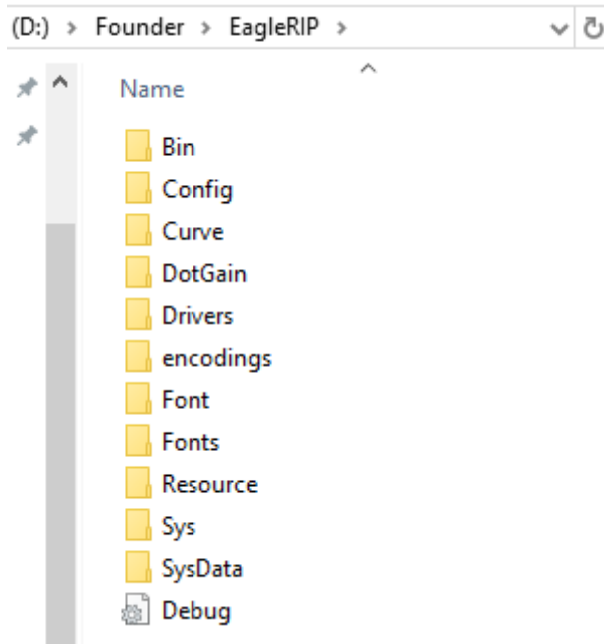 (D:) > Founder > EagleRIP >
Name
Bin
Config
Curve
DotGain
Drivers
encodings
Font
Fonts
Resource
Sys
SysData
Debug